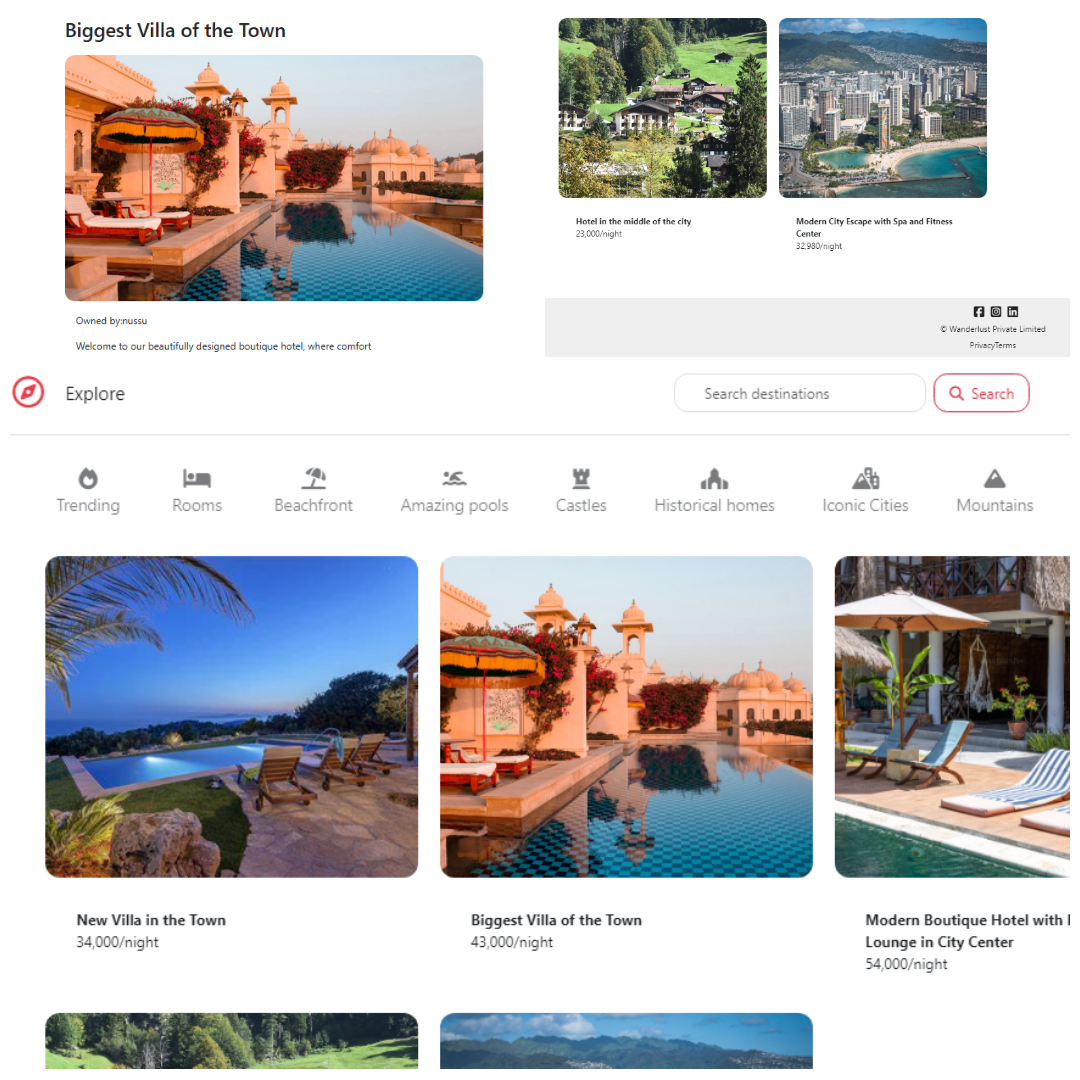 Biggest Villa of the Town
Owned by:nussu
Welcome to our beautifully designed boutique hotel, where comfort
Hotel in the middle of the city
23,000/night
Modern City Escape with Spa and Fitness
Center
32,980/night
© Wanderlust Private Limited
PrivacyTerms
Explore
Search destinations
Search
Trending
Rooms
Beachfront
Amazing pools
Castles
Historical homes
Iconic Cities
Mountains
New Villa in the Town
34,000/night
Biggest Villa of the Town
43,000/night
Modern Boutique Hotel with
Lounge in City Center
54,000/night